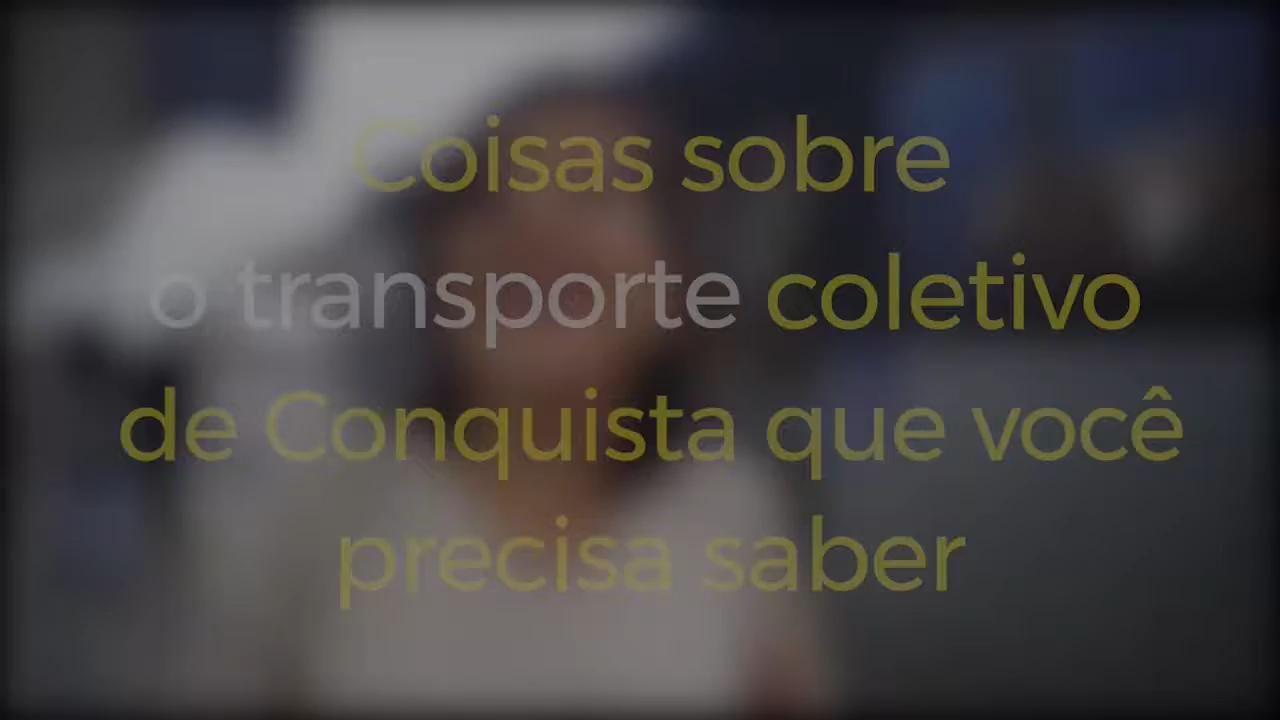 Coisas sobre
o transporte coletivo
de Conquista que você
precisa saber